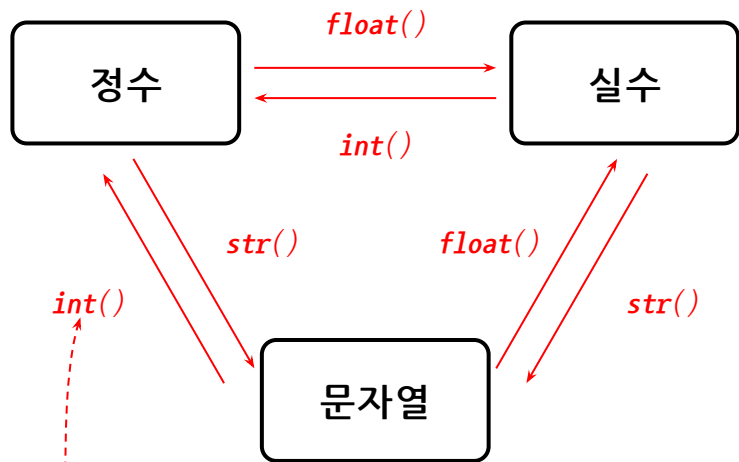 float()
정수
실수
int()
str()
float()
int()
str()
문자열